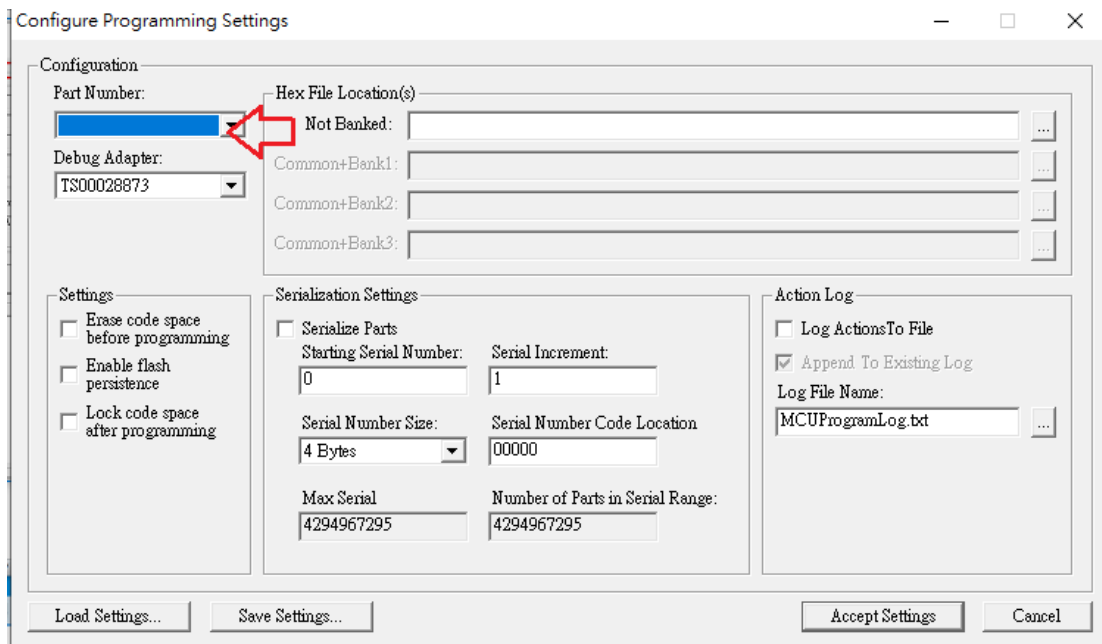 Configure Programming Settings
Configuration
Part Number:
Debug Adapter:
TS00028873
Hex File Location(s)
Not Banked:
...
Common+Bank1:
...
Common+Bank2:
...
Common+Bank3:
...
Settings
Erase code space
before programming
Enable flash
persistence
Lock code space
after programming
Serialization Settings
Serialize Parts
Starting Serial Number:
Serial Increment:
0
1
Serial Number Size:
Serial Number Code Location
4 Bytes
00000
Max Serial
Number of Parts in Serial Range:
4294967295
4294967295
Action Log
Log ActionsTo File
Append To Existing Log
Log File Name:
MCUProgramLog.txt
...
Load Settings...
Save Settings...
Accept Settings
Cancel